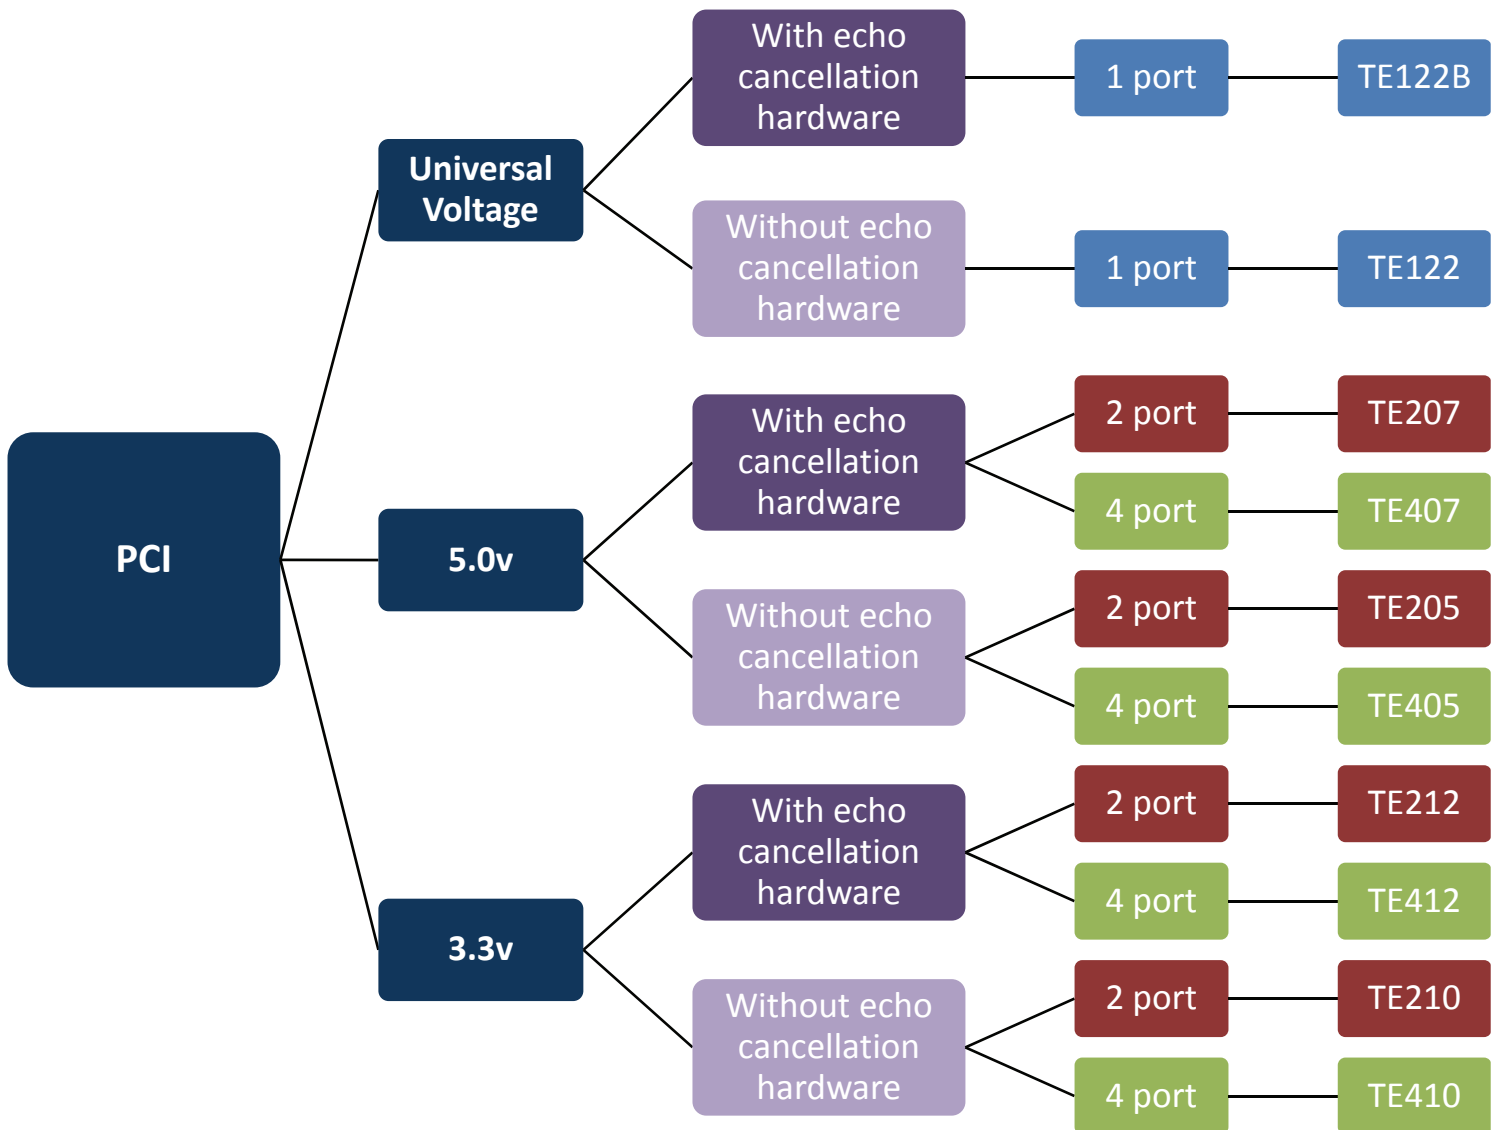 PCI
Universal
Voltage
With echo
cancellation
hardware
1 port
TE122B
Without echo
cancellation
hardware
1 port
TE122
5.0v
With echo
cancellation
hardware
2 port
TE207
4 port
TE407
Without echo
cancellation
hardware
2 port
TE205
4 port
TE405
3.3v
With echo
cancellation
hardware
2 port
TE212
4 port
TE412
Without echo
cancellation
hardware
2 port
TE210
4 port
TE410